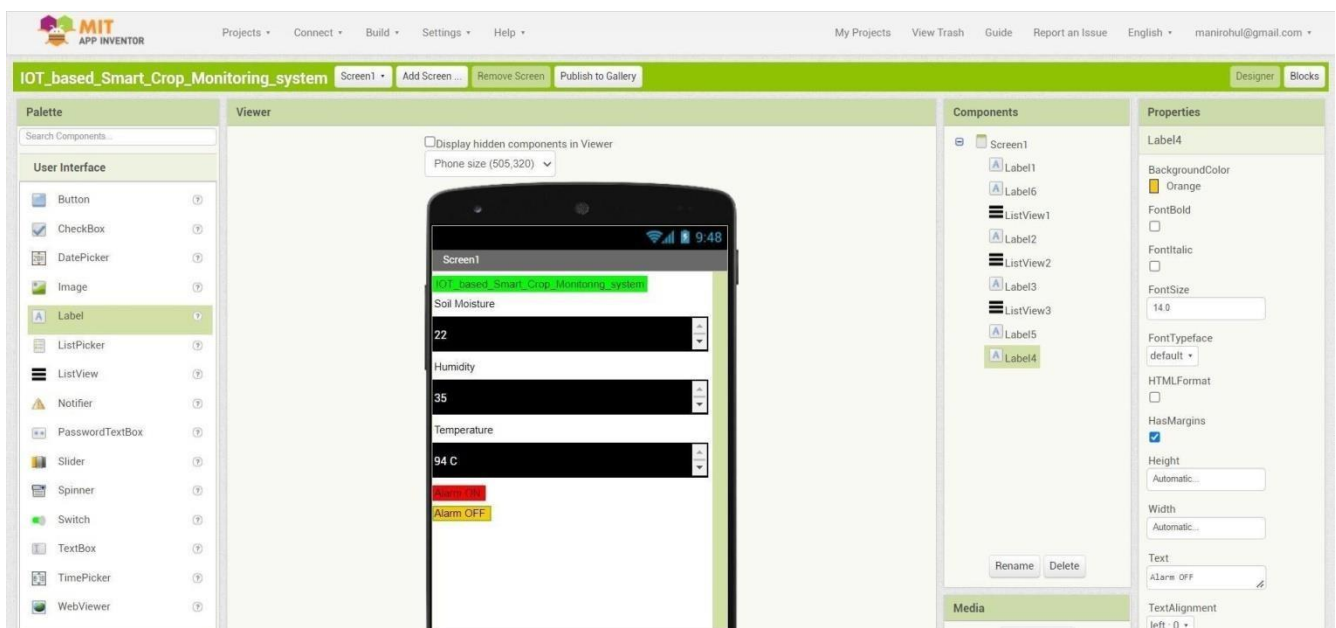 MIT
APP INVENTOR
Projects
Connect
Build
Settings
Help
My Projects
View Trash
Guide
Report an Issue
English
manirohul@gmail.com
IOT_based_Smart_Crop_Monitoring_system
Screen1
Add Screen ...
Remove Screen
Publish to Gallery
Designer
Blocks
Palette
Search Components...
User Interface
Button
CheckBox
DatePicker
Image
Label
ListPicker
ListView
Notifier
PasswordTextBox
Slider
Spinner
Switch
TextBox
TimePicker
WebViewer
Viewer
Display hidden components in Viewer
Phone size (505,320)
9:48
Screen1
IOT_based_Smart_Crop_Monitoring_system
Soil Moisture
22
Humidity
35
Temperature
94 C
Alarm ON
Alarm OFF
Components
Screen1
Label1
Label6
ListView1
Label2
ListView2
Label3
ListView3
Label5
Label4
Rename
Delete
Media
Properties
Label4
BackgroundColor
Orange
FontBold
FontItalic
FontSize
14.0
FontTypeface
default
HTMLFormat
HasMargins
Height
Automatic...
Width
Automatic...
Text
Alarm OFF
TextAlignment
left : 0